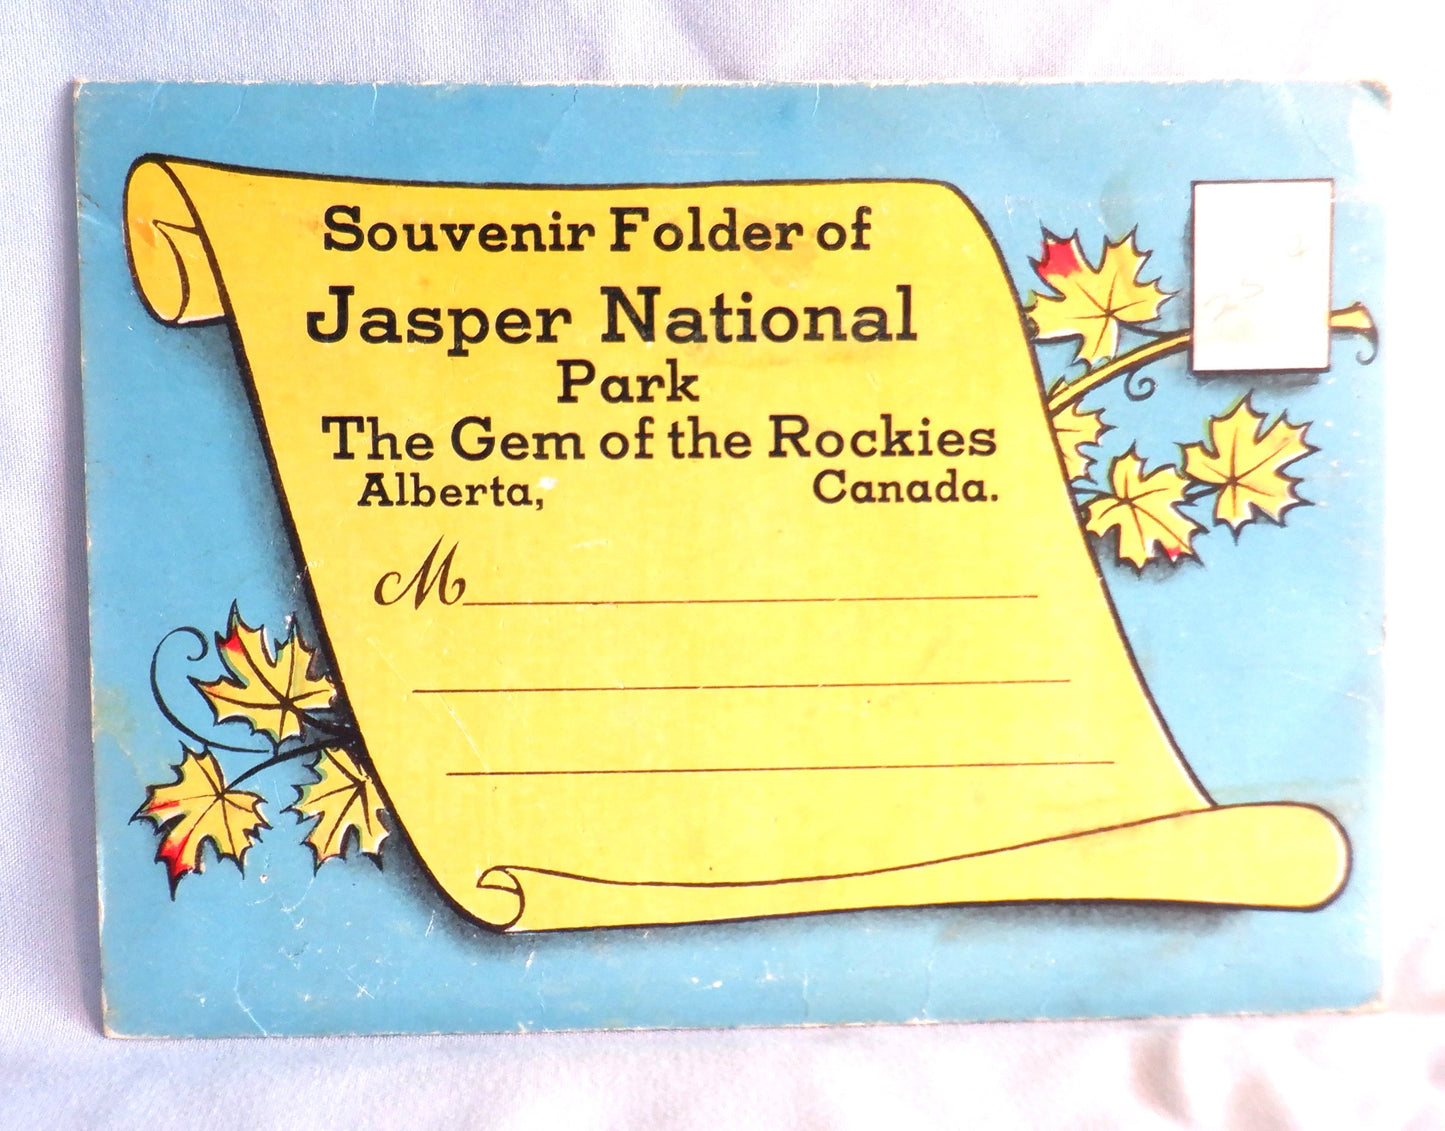 Souvenir Folder of
Jasper National
Park
The Gem of the Rockies
Alberta, Canada.
M